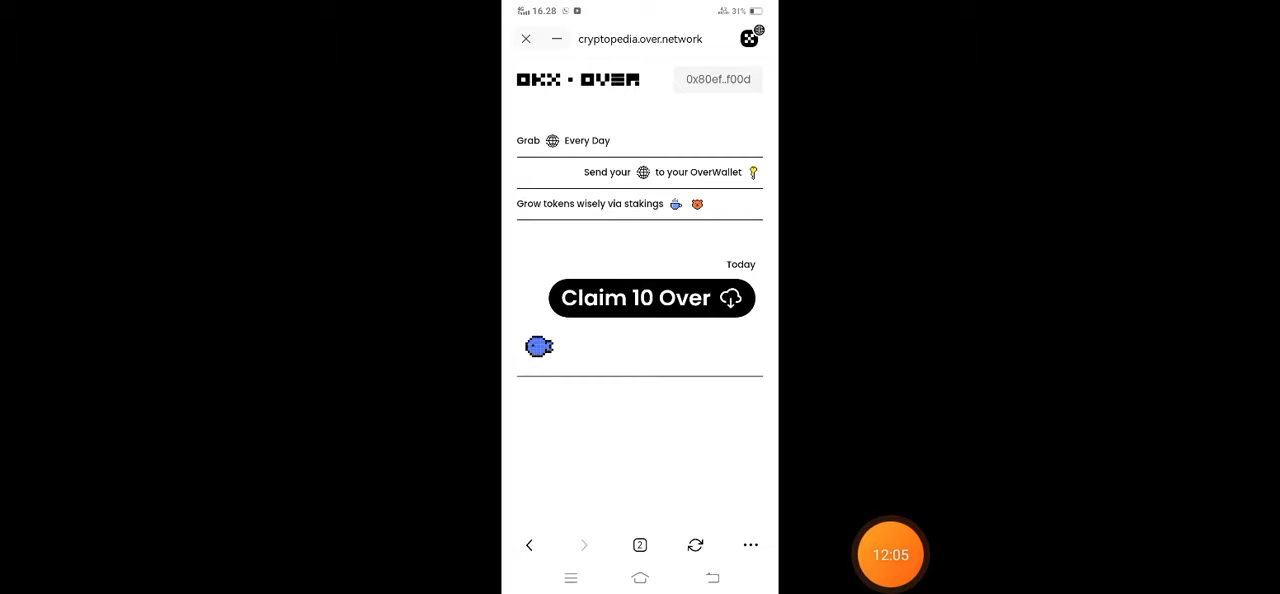 16.28 31%
cryptopedia.over.network
OKX · OVER 0x80ef..f00d
Grab Every Day
Send your to your OverWallet
Grow tokens wisely via stakings
Today
Claim 10 Over
2
12:05